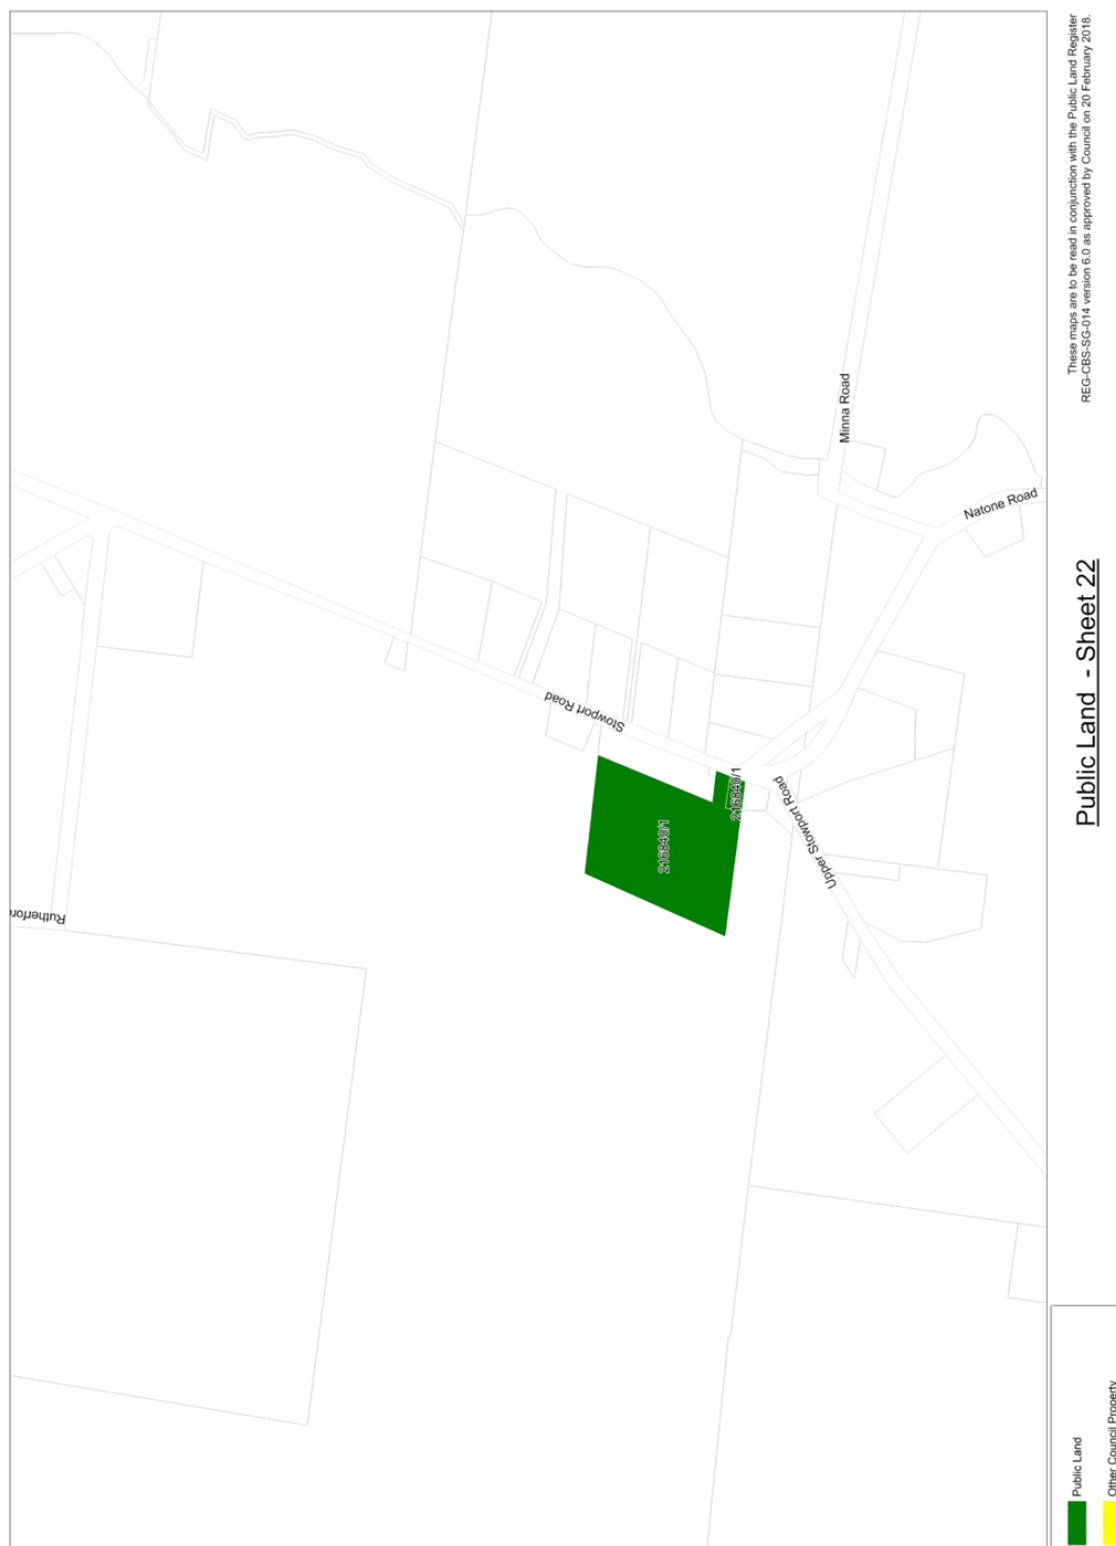 These maps are to be read in conjunction with the Public Land Register
REG-CBS-SG-014 version 6.0 as approved by Council on 20 February 2018.
Minna Road
Natone Road
Stowport Road
216840/1
216840/1
Upper Stowport Road
Rutherfor
Public Land - Sheet 22
Public Land
Other Council Property